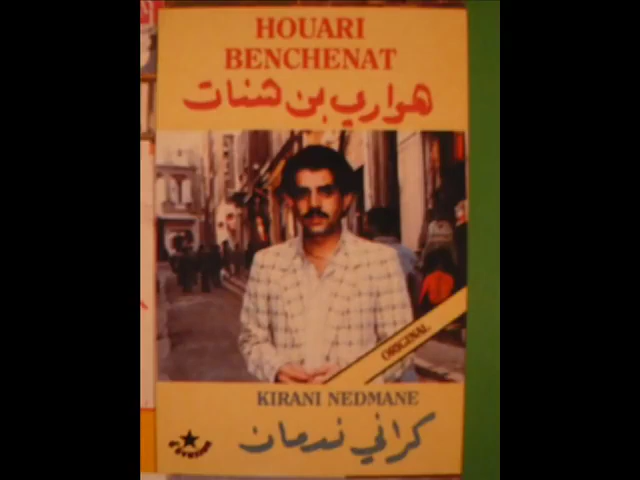 HOUARI
BENCHENAT
هواري بن شنات
ORIGINAL
KIRANI NEDMANE
كراني ندمان